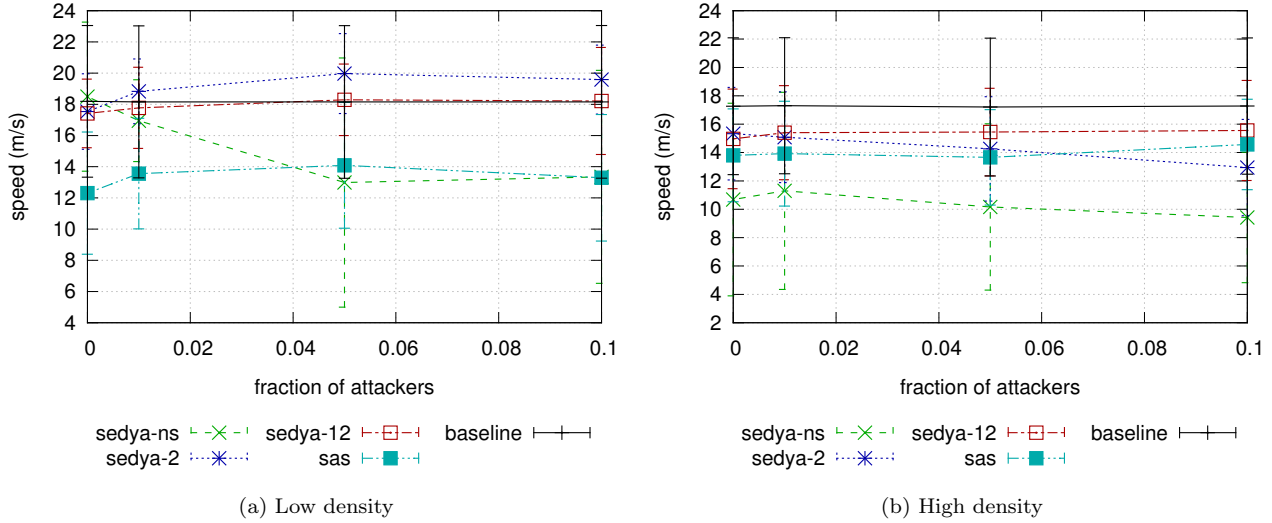 24
22
20
18
16
14
12
10
8
6
4
speed (m/s)
0 0.02 0.04 0.06 0.08 0.1
fraction of attackers
sedya-ns sedya-12 baseline
sedya-2 sas
(a) Low density
24
22
20
18
16
14
12
10
8
6
4
2
speed (m/s)
0 0.02 0.04 0.06 0.08 0.1
fraction of attackers
sedya-ns sedya-12 baseline
sedya-2 sas
(b) High density